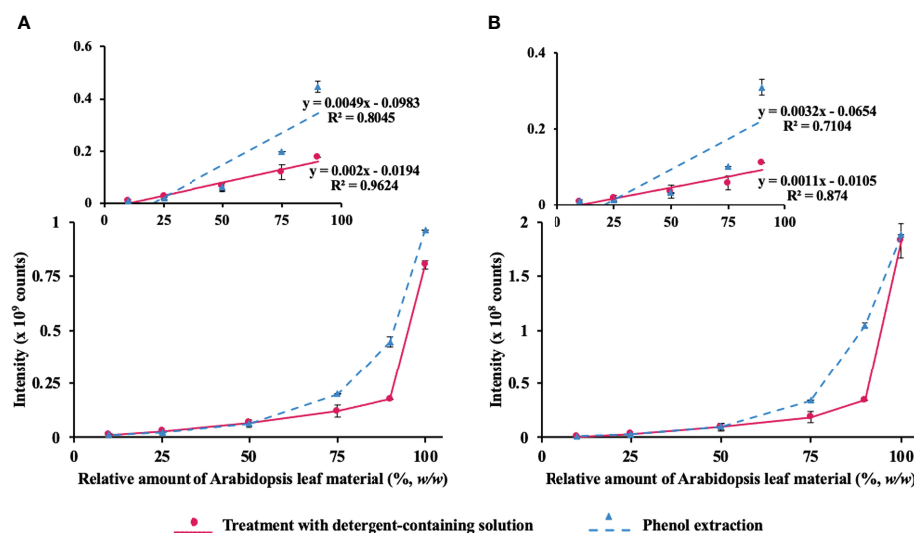 A
B
0.6
0.4
0.2
0
0
25
50
75
100
y = 0.0049x - 0.0983
R² = 0.8045
y = 0.002x - 0.0194
R² = 0.9624
0.4
0.2
0
0
25
50
75
100
y = 0.0032x - 0.0654
R² = 0.7104
y = 0.0011x - 0.0105
R² = 0.874
Intensity (x 10⁹ counts)
1
0.75
0.5
0.25
0
0
25
50
75
100
Relative amount of Arabidopsis leaf material (%, w/w)
Intensity (x 10⁸ counts)
2
1.5
1
0.5
0
0
25
50
75
100
Relative amount of Arabidopsis leaf material (%, w/w)
Treatment with detergent-containing solution
Phenol extraction